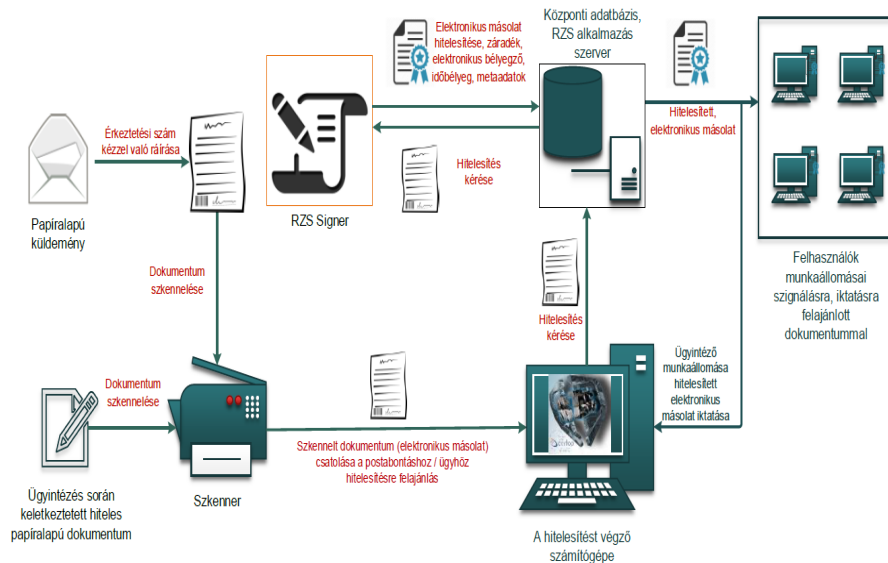 Elektronikus másolat
hitelesítése, záradék,
elektronikus bélyegző,
időbélyeg, metaadatok
Központi adatbázis,
RZS alkalmazás
szerver
Érkeztetési szám
kézzel való ráírása
Hitelesítés
kérése
Hitelesített,
elektronikus másolat
Papíralapú
küldemény
RZS Signer
Felhasználók
munkaállomásai
szignálásra, iktatásra
felajánlott
dokumentummal
Dokumentum
szkennelése
Hitelesítés
kérése
Ügyintéző
munkaállomása
hitelesített
elektronikus
másolat iktatása
Dokumentum
szkennelése
Szkennelt dokumentum (elektronikus másolat)
csatolása a postabontáshoz / ügyhöz
hitelesítésre felajánlás
Ügyintézés során
keletkeztetett hiteles
papíralapú dokumentum
Szkenner
A hitelesítést végző
számítógépe